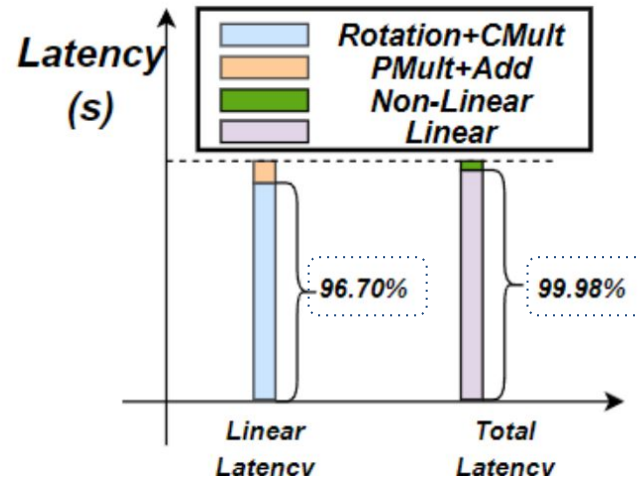 Latency
(s)
Rotation+CMult
PMult+Add
Non-Linear
Linear
96.70%
99.98%
Linear
Latency
Total
Latency